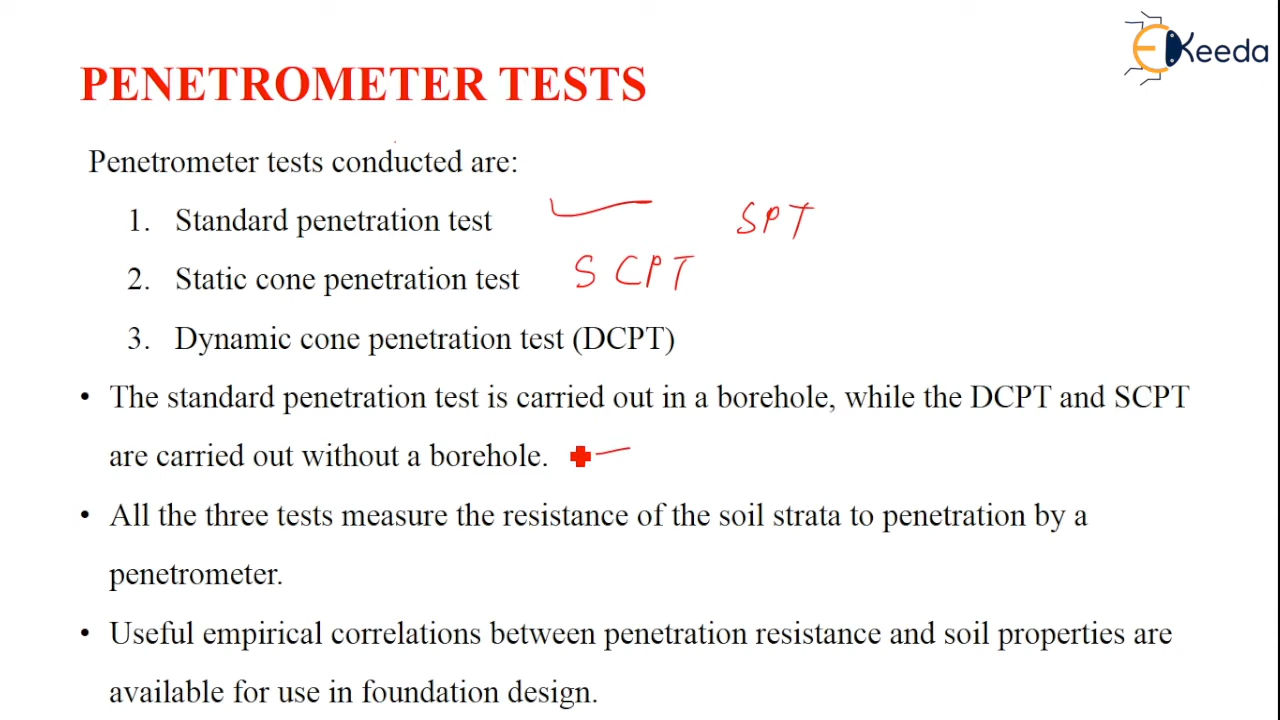 EKeeda
PENETROMETER TESTS
Penetrometer tests conducted are:
1. Standard penetration test SPT
2. Static cone penetration test SCPT
3. Dynamic cone penetration test (DCPT)
• The standard penetration test is carried out in a borehole, while the DCPT and SCPT
are carried out without a borehole.
• All the three tests measure the resistance of the soil strata to penetration by a
penetrometer.
• Useful empirical correlations between penetration resistance and soil properties are
available for use in foundation design.